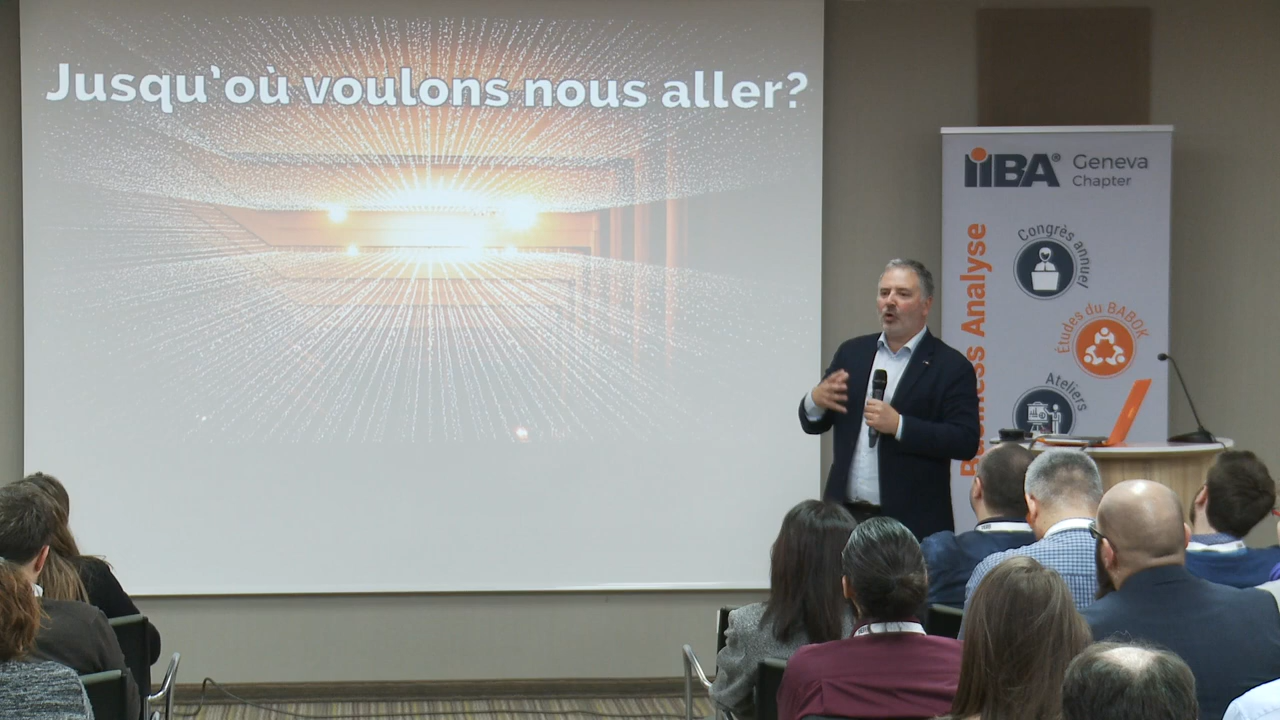 Jusqu'où voulons nous aller?
iiBA® Geneva
Chapter
Congrès annuel
Études du BABOK
Ateliers
Business Analyse